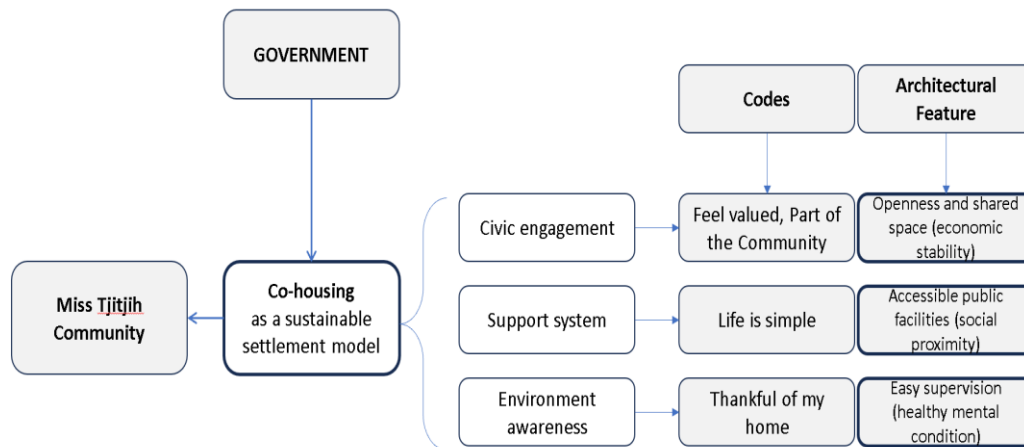 GOVERNMENT
Codes
Architectural
Feature
Civic engagement
Feel valued, Part of
the Community
Openness and shared
space (economic
stability)
Miss Tjitjih
Community
Co-housing
as a sustainable
settlement model
Support system
Life is simple
Accessible public
facilities (social
proximity)
Environment
awareness
Thankful of my
home
Easy supervision
(healthy mental
condition)